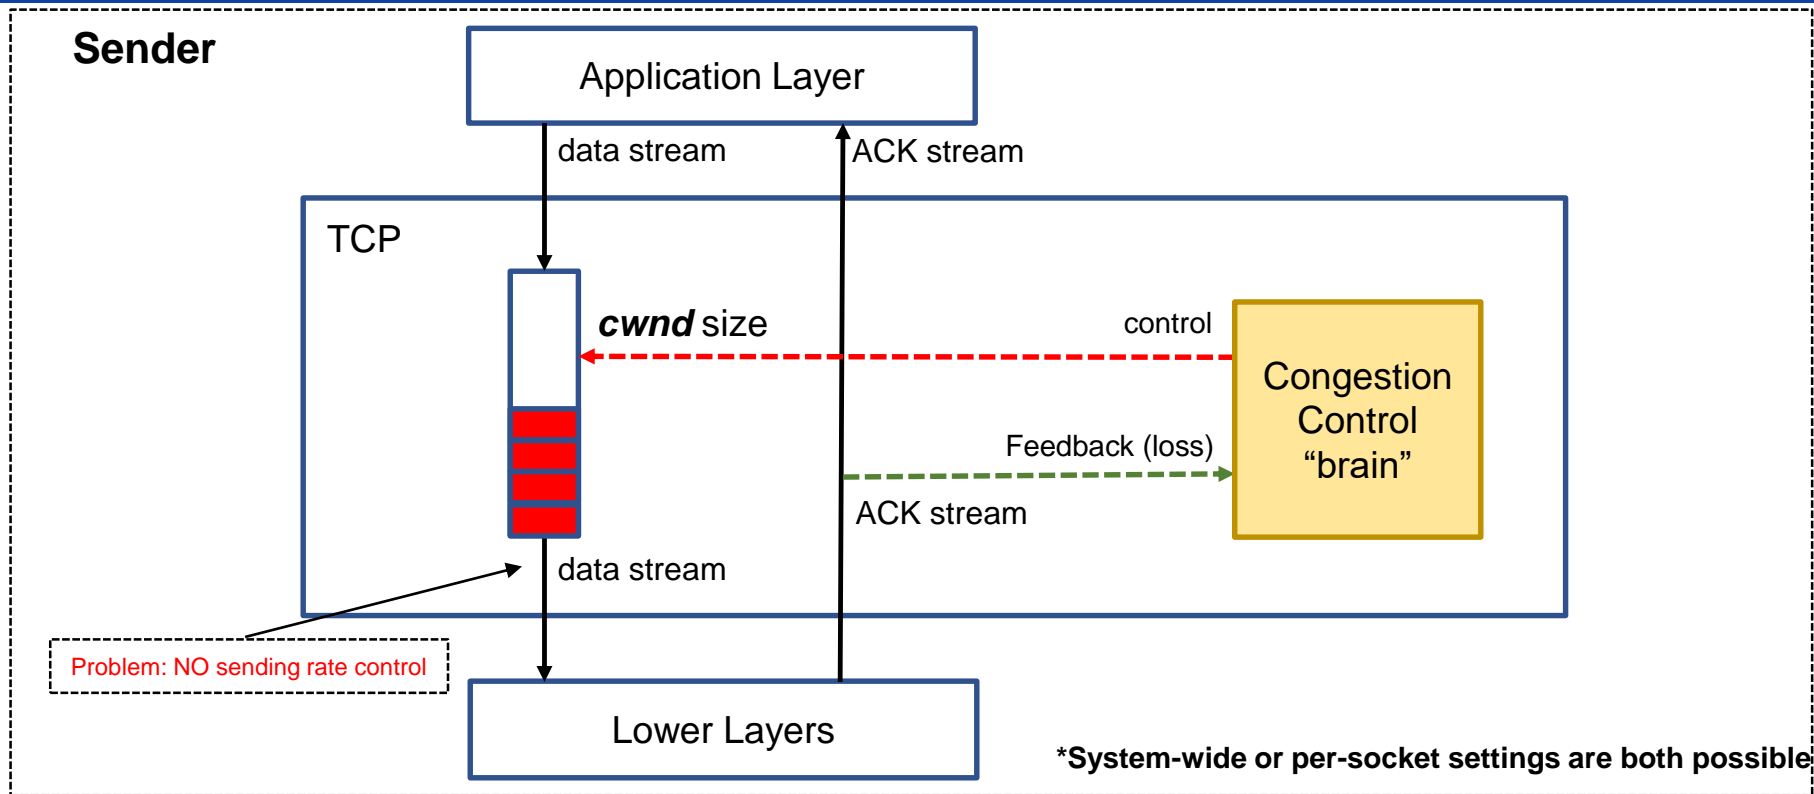 Sender
Application Layer
data stream
ACK stream
TCP
cwnd size
control
Congestion
Control
“brain”
Feedback (loss)
ACK stream
data stream
Problem: NO sending rate control
Lower Layers
*System-wide or per-socket settings are both possible